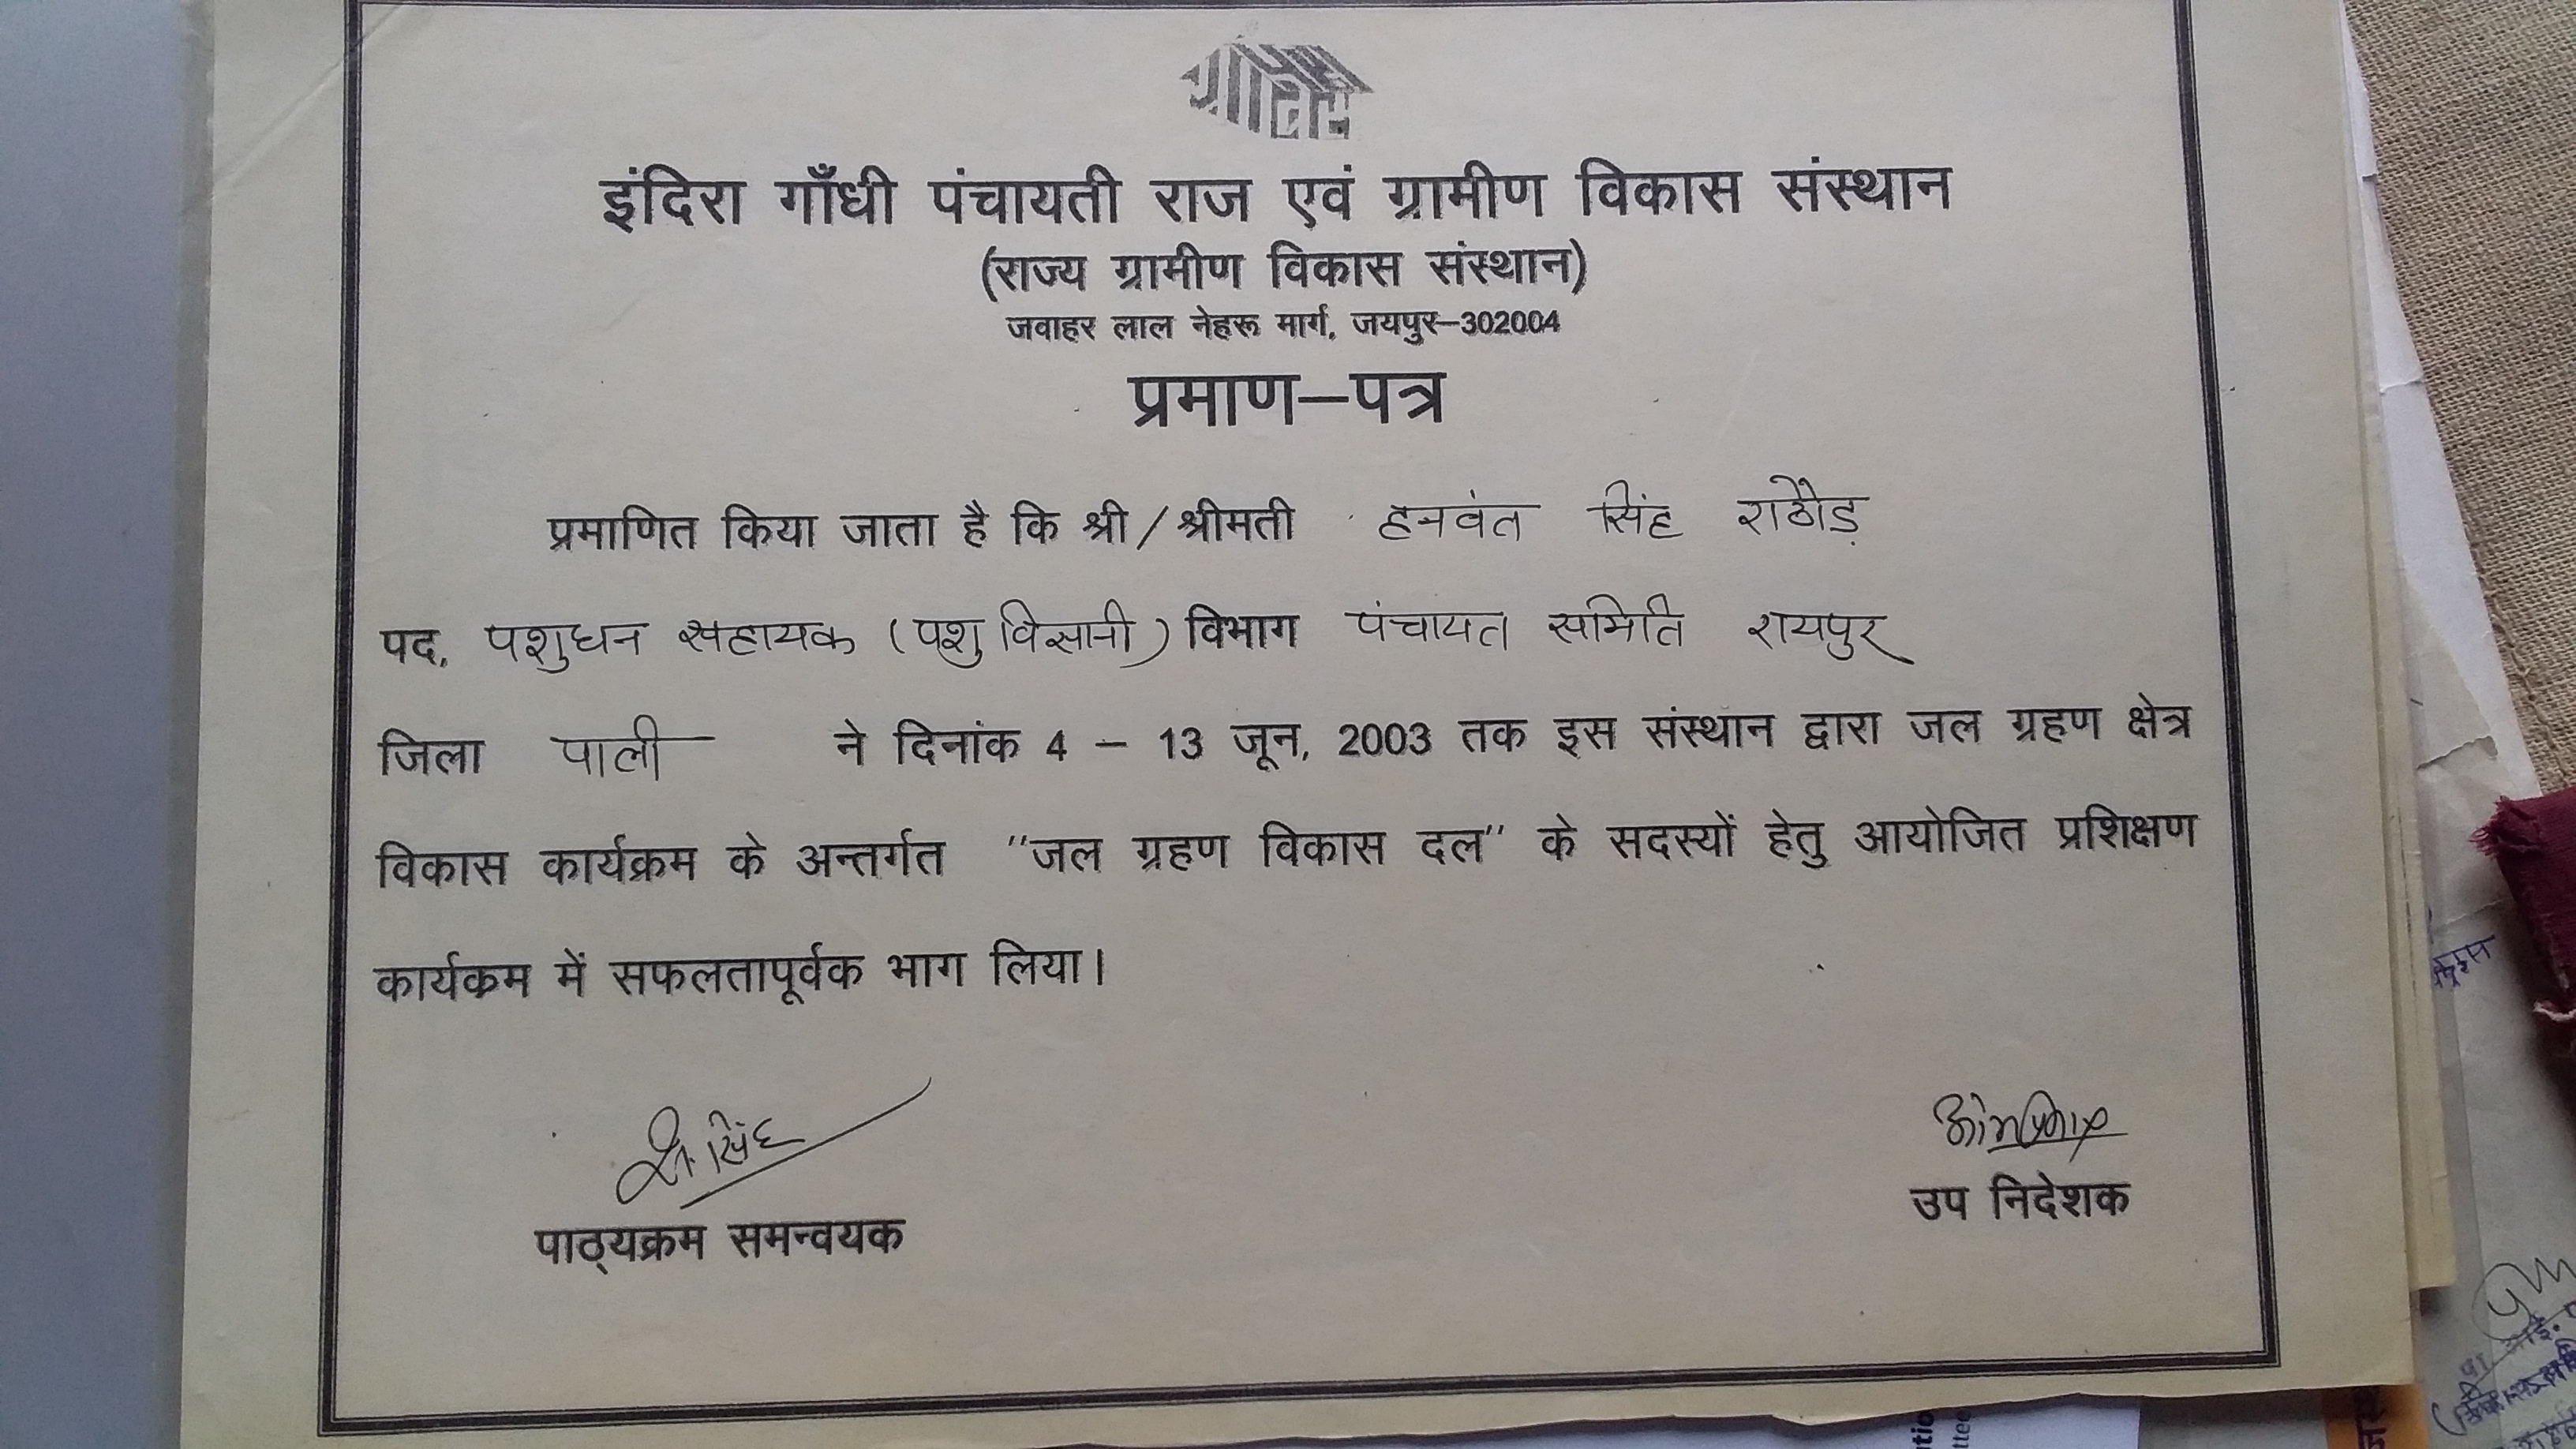 इंदिरा गाँधी पंचायती राज एवं ग्रामीण विकास संस्थान
(राज्य ग्रामीण विकास संस्थान)
जवाहर लाल नेहरू मार्ग, जयपुर–302004
प्रमाण–पत्र
प्रमाणित किया जाता है कि श्री / श्रीमती हनवंत सिंह राठौड़
पद, पशुधन सहायक (पशु विज्ञानी) विभाग पंचायत समिति रायपुर
जिला पाली ने दिनांक 4 – 13 जून, 2003 तक इस संस्थान द्वारा जल ग्रहण क्षेत्र
विकास कार्यक्रम के अन्तर्गत "जल ग्रहण विकास दल" के सदस्यों हेतु आयोजित प्रशिक्षण
कार्यकम में सफलतापूर्वक भाग लिया।
सिंह
पाठ्यक्रम समन्वयक
उप निदेशक